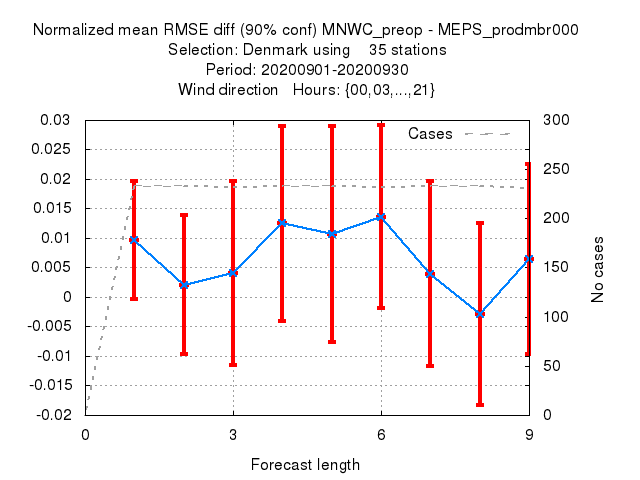 Normalized mean RMSE diff (90% conf) MNWC_preop - MEPS_prodmbr000
Selection: Denmark using    35 stations
Period: 20200901-20200930
Wind direction   Hours: {00,03,...,21}
Cases
0.03
0.025
0.02
0.015
0.01
0.005
0
-0.005
-0.01
-0.015
-0.02
300
250
200
150
100
50
0
No cases
0 3 6 9
Forecast length